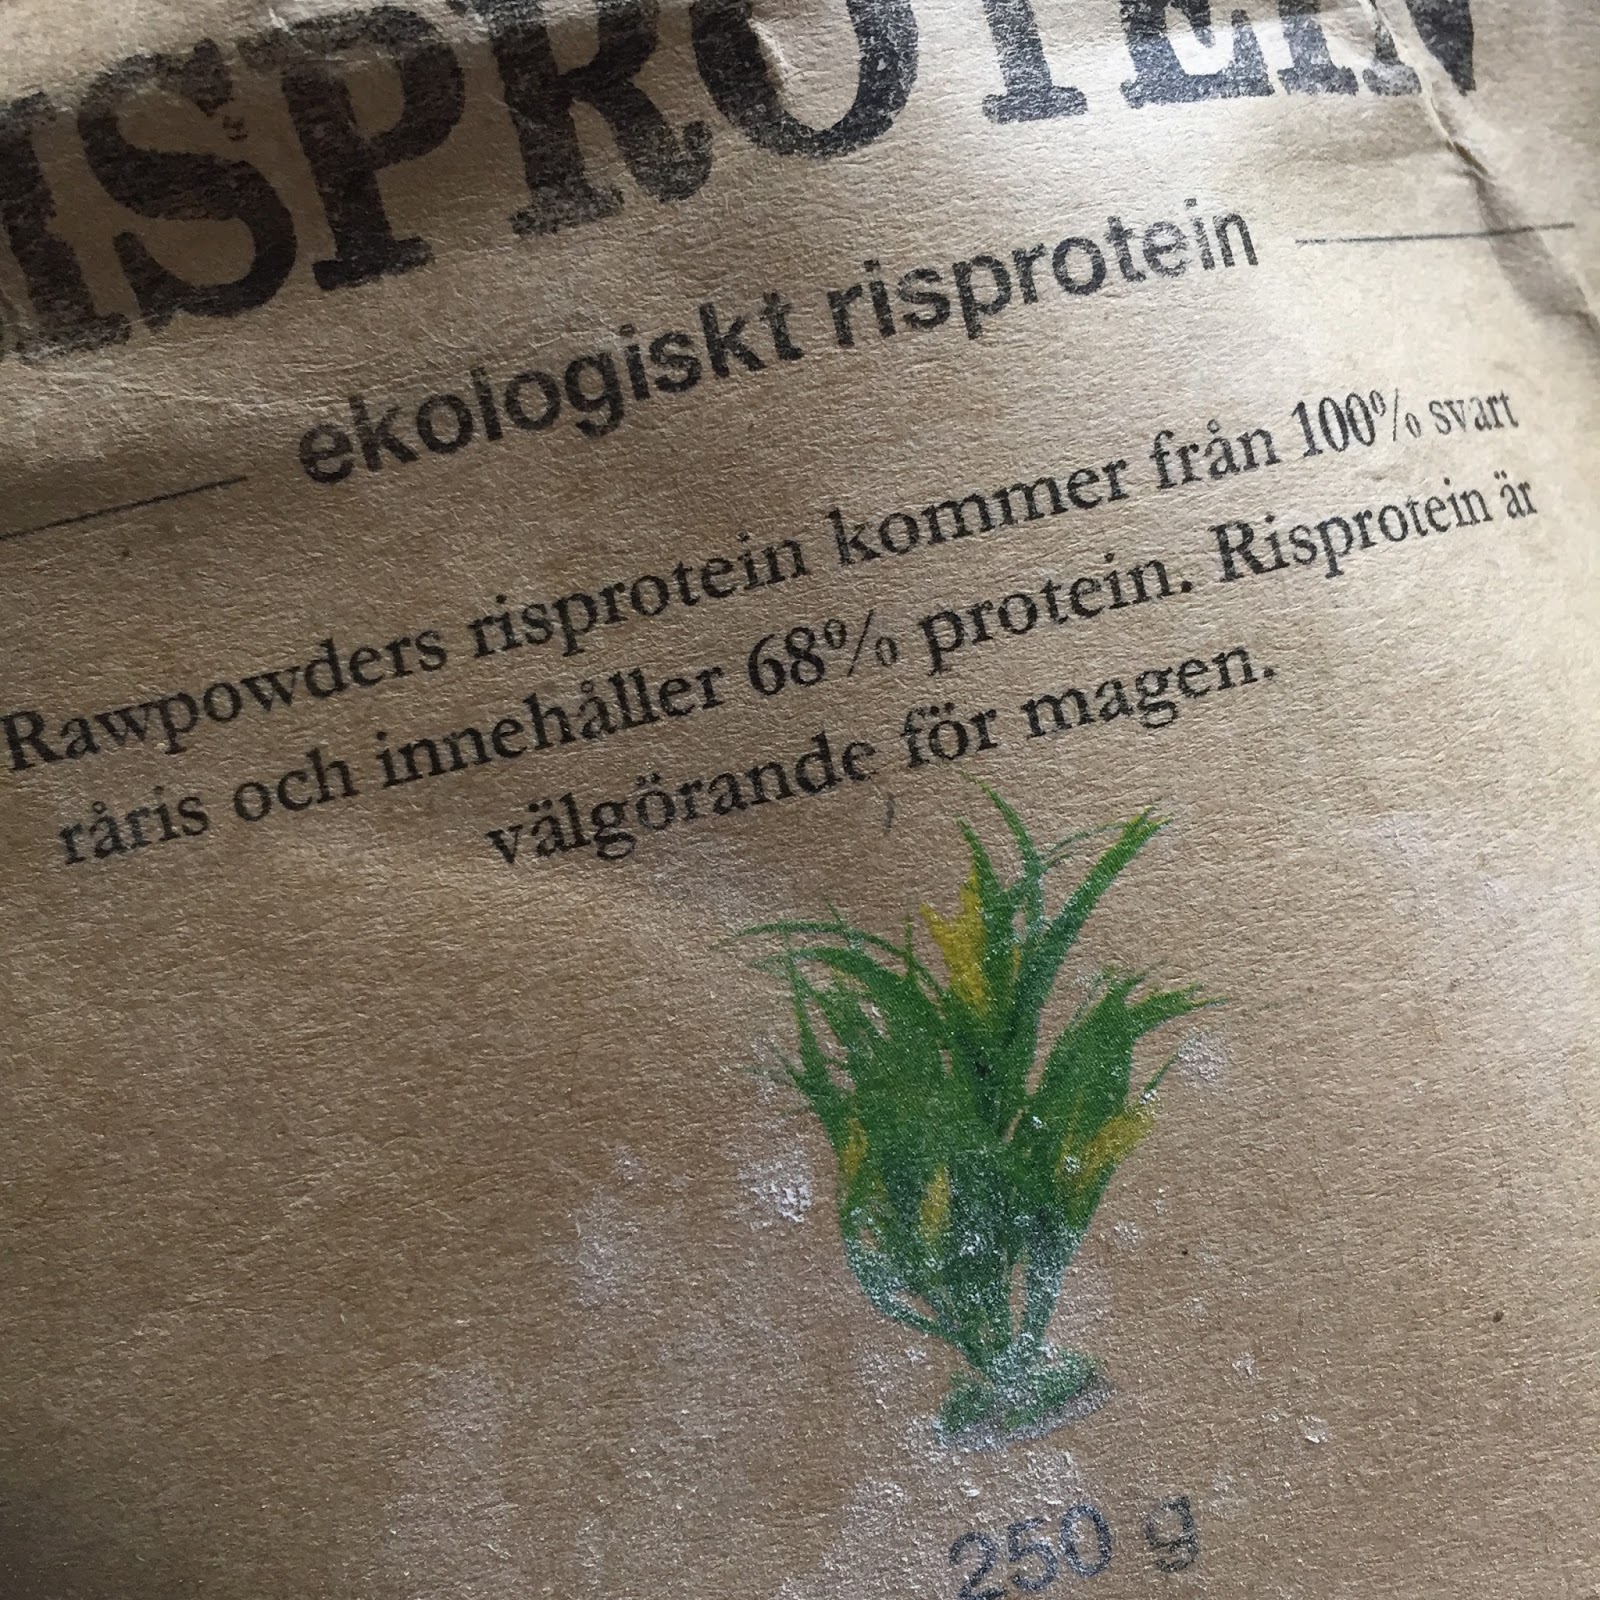 RISPROTEIN
ekologiskt risprotein
Rawpowders risprotein kommer från 100% svart
råris och innehåller 68% protein. Risprotein är
välgörande för magen.
250 g